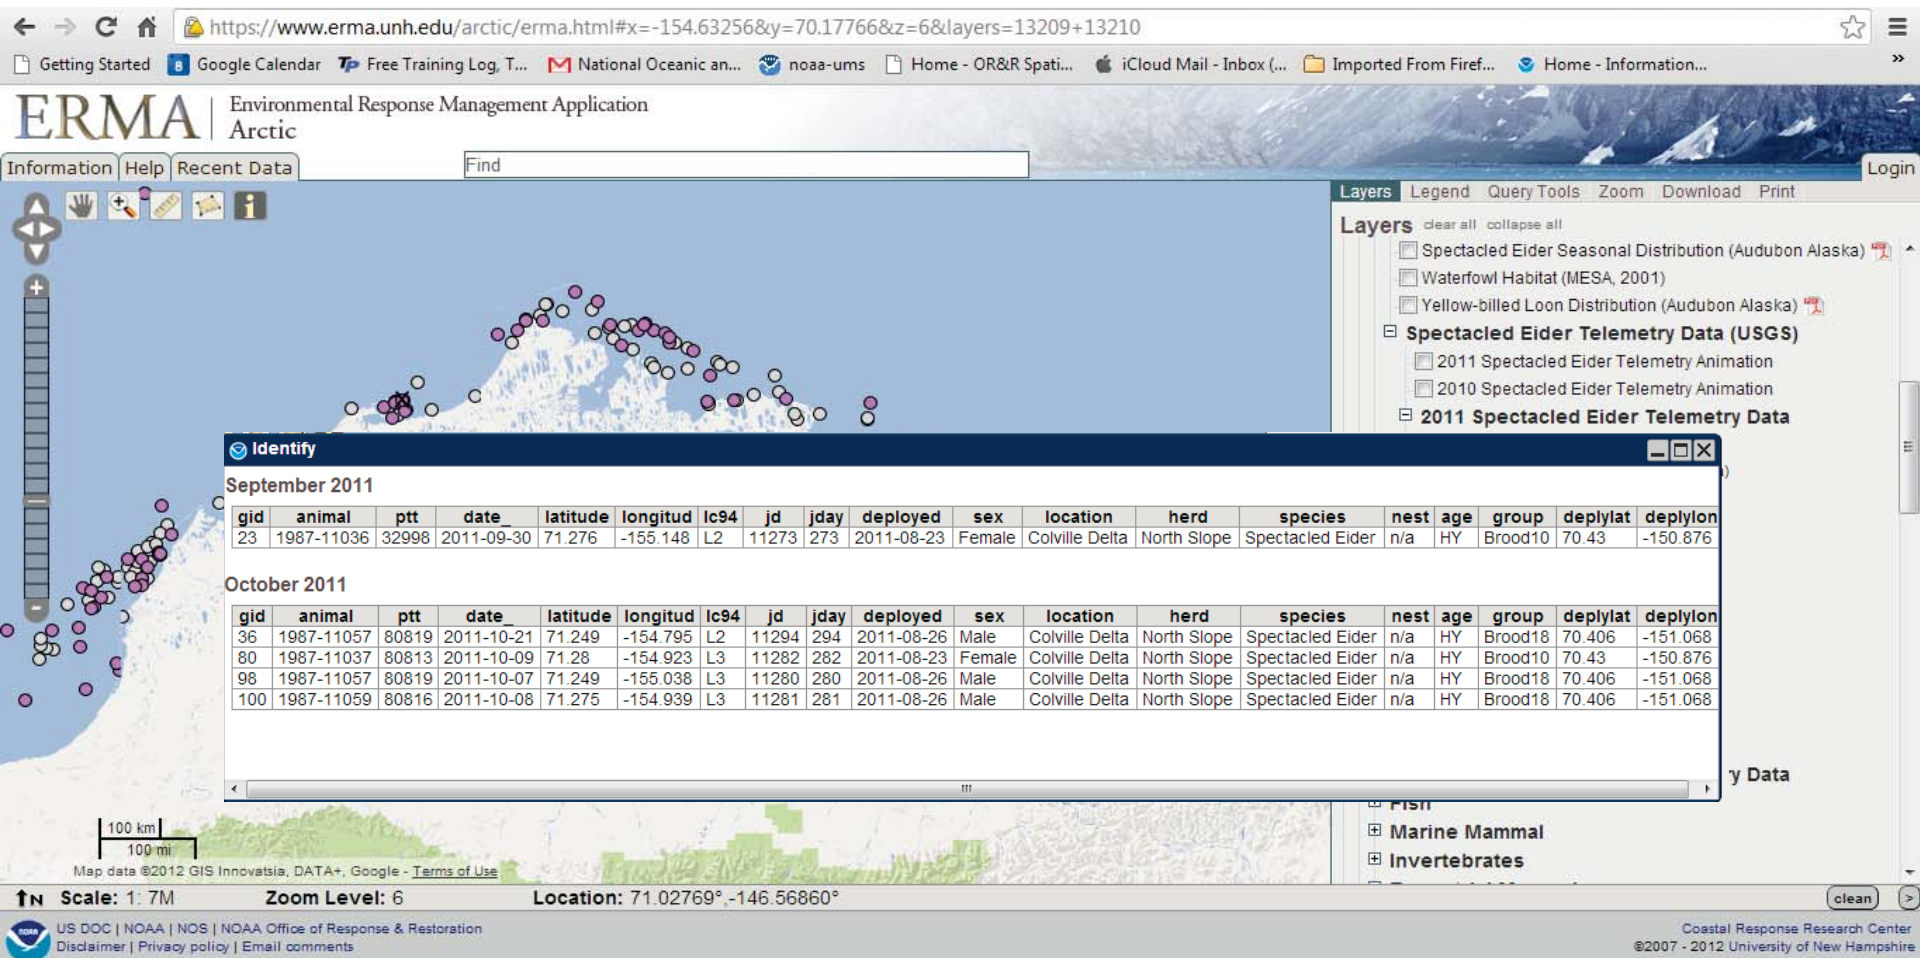 https://www.erma.unh.edu/arctic/erma.html#x=-154.63256&y=70.17766&z=6&layers=13209+13210
Getting Started Google Calendar Free Training Log, T... National Oceanic an... noaa-ums Home - OR&R Spati... iCloud Mail - Inbox (... Imported From Firef... Home - Information... »
ERMA Environmental Response Management Application
Arctic
Information Help Recent Data Find Login
Layers Legend Query Tools Zoom Download Print
Layers clear all collapse all
Spectacled Eider Seasonal Distribution (Audubon Alaska)
Waterfowl Habitat (MESA, 2001)
Yellow-billed Loon Distribution (Audubon Alaska)
Spectacled Eider Telemetry Data (USGS)
2011 Spectacled Eider Telemetry Animation
2010 Spectacled Eider Telemetry Animation
2011 Spectacled Eider Telemetry Data
Identify
September 2011
gid animal ptt date_ latitude longitud lc94 jd jday deployed sex location herd species nest age group deplylat deplylon
23 1987-11036 32998 2011-09-30 71.276 -155.148 L2 11273 273 2011-08-23 Female Colville Delta North Slope Spectacled Eider n/a HY Brood10 70.43 -150.876
October 2011
gid animal ptt date_ latitude longitud lc94 jd jday deployed sex location herd species nest age group deplylat deplylon
36 1987-11057 80819 2011-10-21 71.249 -154.795 L2 11294 294 2011-08-26 Male Colville Delta North Slope Spectacled Eider n/a HY Brood18 70.406 -151.068
80 1987-11037 80813 2011-10-09 71.28 -154.923 L3 11282 282 2011-08-23 Female Colville Delta North Slope Spectacled Eider n/a HY Brood10 70.43 -150.876
98 1987-11057 80819 2011-10-07 71.249 -155.038 L3 11280 280 2011-08-26 Male Colville Delta North Slope Spectacled Eider n/a HY Brood18 70.406 -151.068
100 1987-11059 80816 2011-10-08 71.275 -154.939 L3 11281 281 2011-08-26 Male Colville Delta North Slope Spectacled Eider n/a HY Brood18 70.406 -151.068
y Data
Fish
Marine Mammal
Invertebrates
100 km
100 mi
Map data ©2012 GIS Innovatsia, DATA+, Google - Terms of Use
N Scale: 1: 7M Zoom Level: 6 Location: 71.02769°,-146.56860° clean >
US DOC | NOAA | NOS | NOAA Office of Response & Restoration
Disclaimer | Privacy policy | Email comments
Coastal Response Research Center
©2007 - 2012 University of New Hampshire